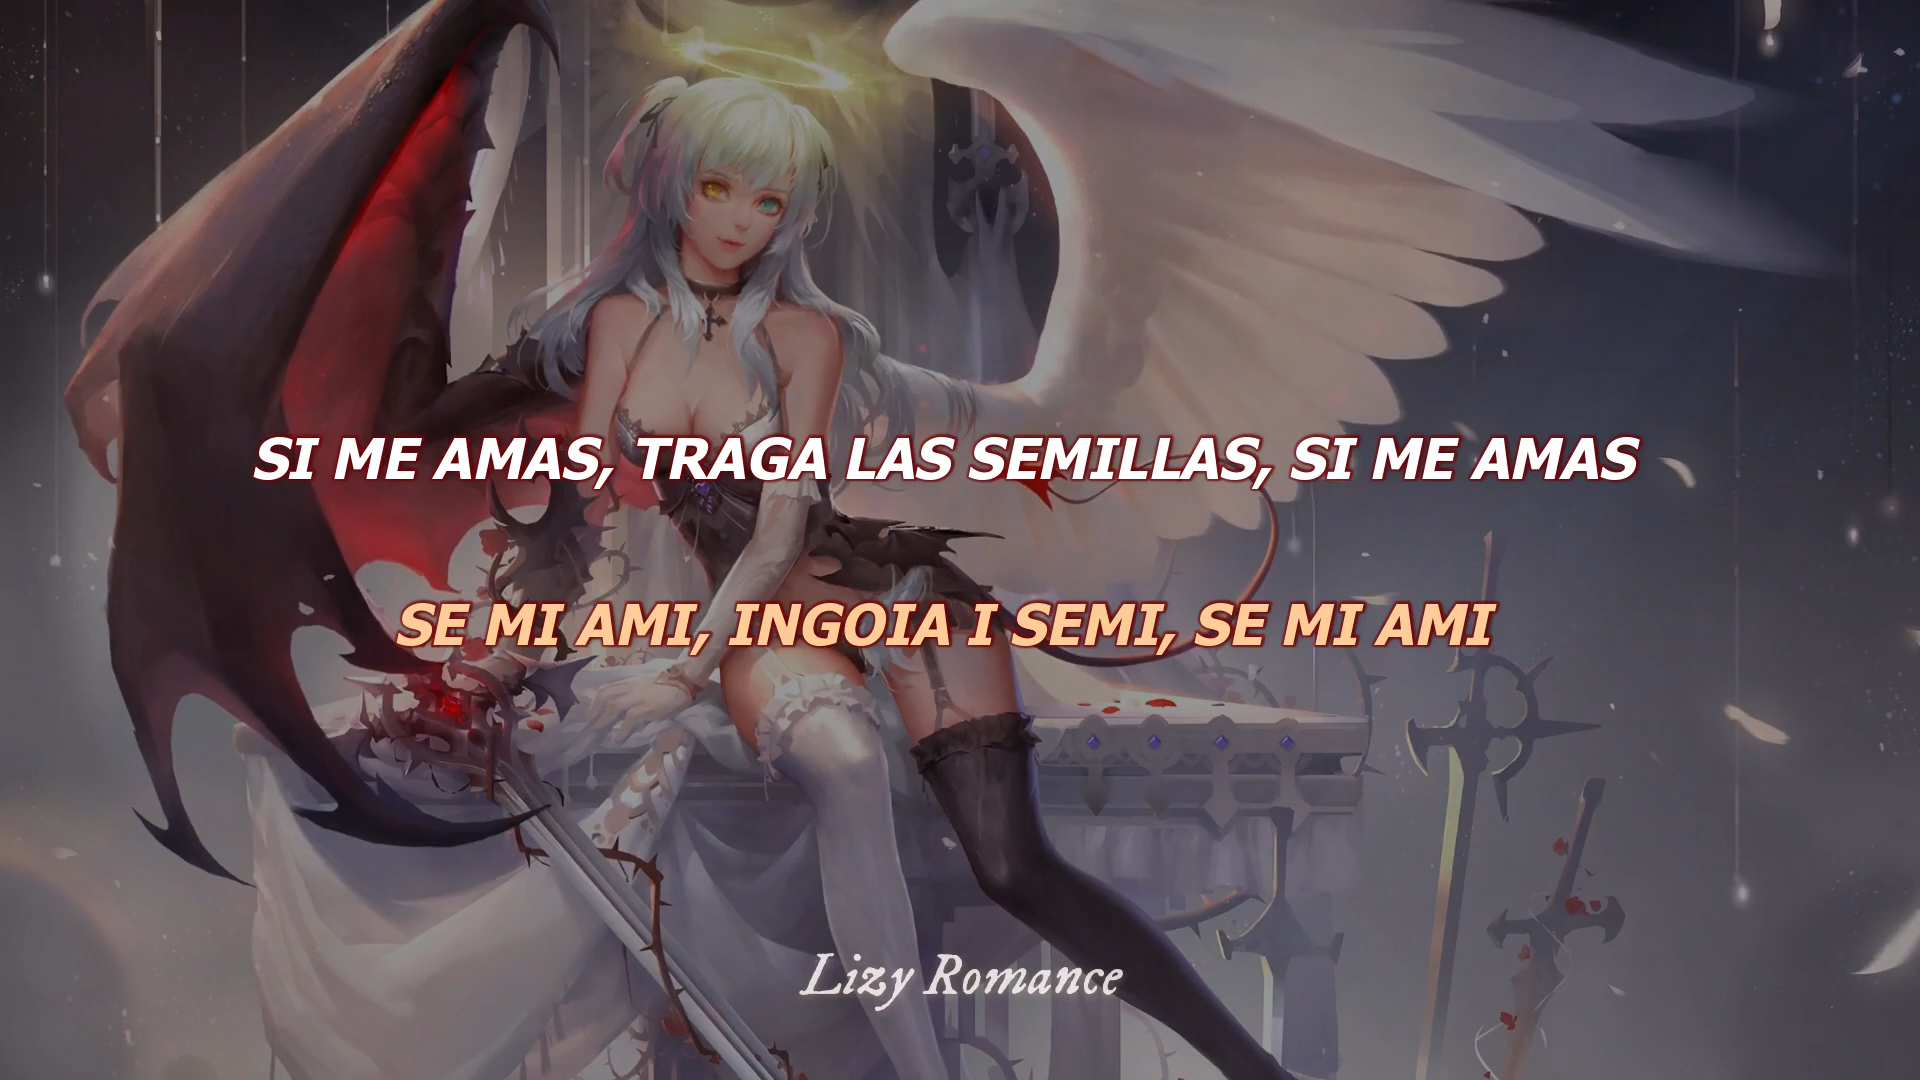 SI ME AMAS, TRAGA LAS SEMILLAS, SI ME AMAS
SE MI AMI, INGOIA I SEMI, SE MI AMI
Lizy Romance